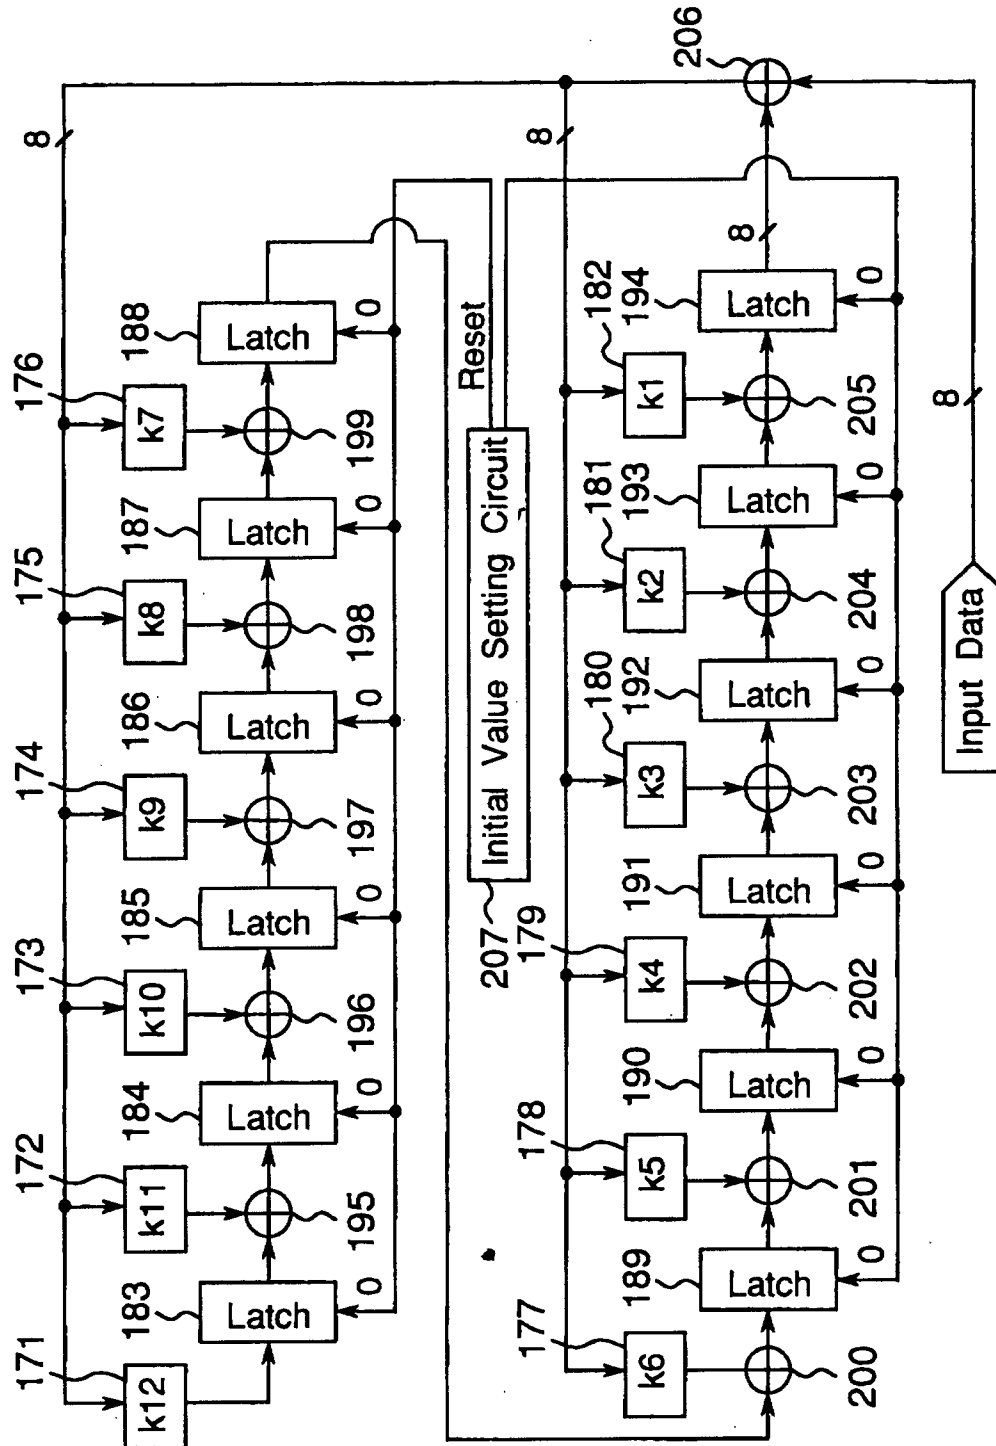 8
171
172
173
174
175
176
k12
k11
k10
k9
k8
k7
183
184
185
186
187
188
Latch
Latch
Latch
Latch
Latch
Latch
195
196
197
198
199
0
0
0
0
0
0
Reset
207
Initial Value Setting Circuit
8
177
178
179
180
181
182
k6
k5
k4
k3
k2
k1
189
190
191
192
193
194
Latch
Latch
Latch
Latch
Latch
Latch
8
206
200
201
202
203
204
205
0
0
0
0
0
0
8
Input Data